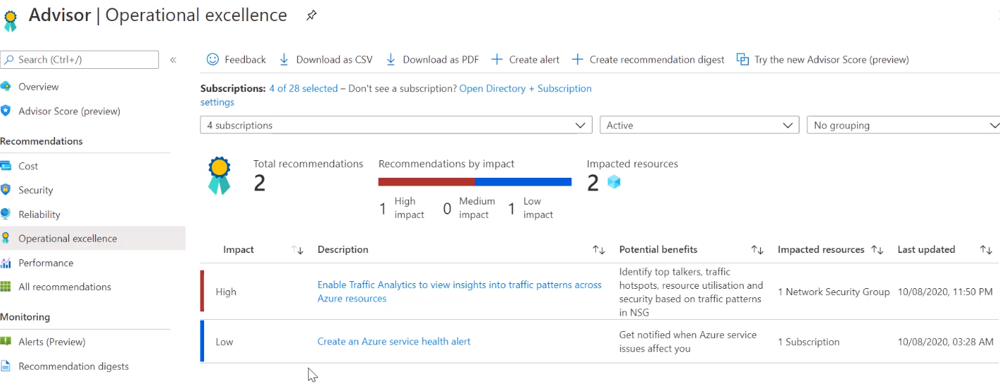 Advisor | Operational excellence
Search (Ctrl+/)
«
Overview
Advisor Score (preview)
Recommendations
Cost
Security
Reliability
Operational excellence
Performance
All recommendations
Monitoring
Alerts (Preview)
Recommendation digests
Feedback
Download as CSV
Download as PDF
Create alert
Create recommendation digest
Try the new Advisor Score (preview)
Subscriptions: 4 of 28 selected – Don't see a subscription? Open Directory + Subscription
settings
4 subscriptions
Active
No grouping
Total recommendations
2
Recommendations by impact
1 High
impact
0 Medium
impact
1 Low
impact
Impacted resources
2
Impact
Description
Potential benefits
Impacted resources
Last updated
High
Enable Traffic Analytics to view insights into traffic patterns across
Azure resources
Identify top talkers, traffic
hotspots, resource utilisation and
security based on traffic patterns
in NSG
1 Network Security Group
10/08/2020, 11:50 PM
Low
Create an Azure service health alert
Get notified when Azure service
issues affect you
1 Subscription
10/08/2020, 03:28 AM